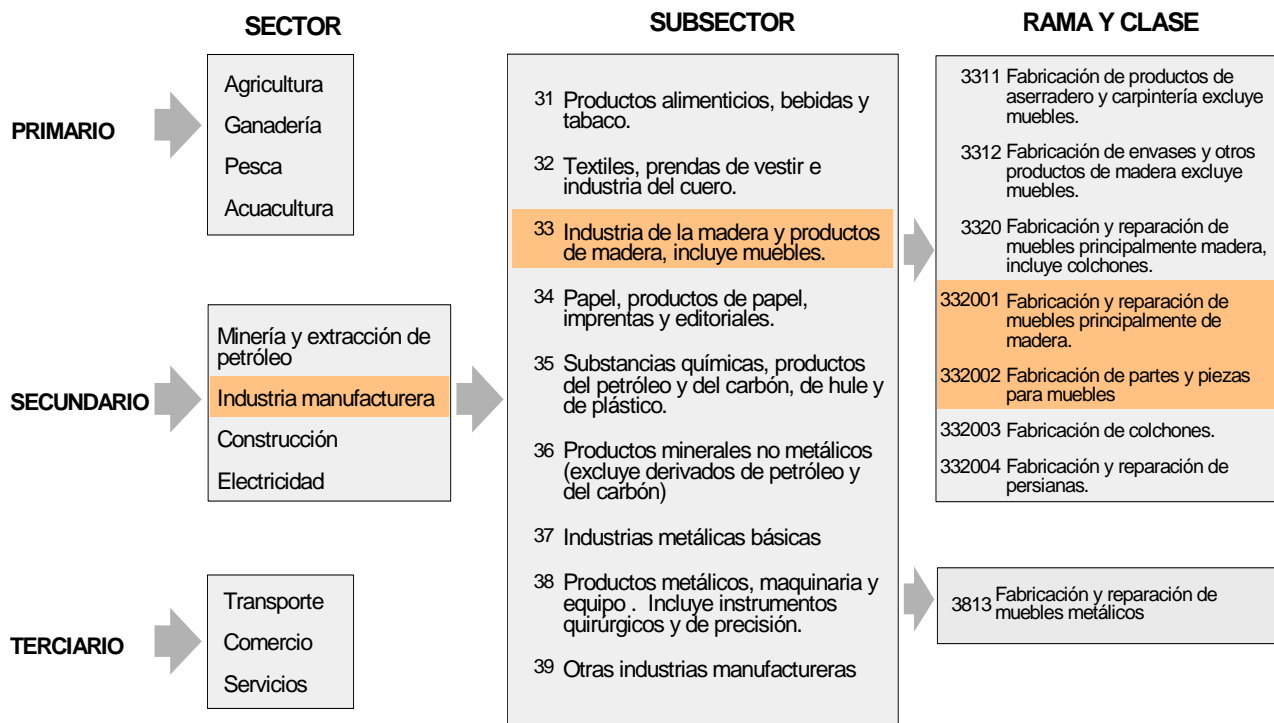 SECTOR
SUBSECTOR
RAMA Y CLASE
PRIMARIO
Agricultura
Ganadería
Pesca
Acuacultura
SECUNDARIO
Minería y extracción de
petróleo
Industria manufacturera
Construcción
Electricidad
TERCIARIO
Transporte
Comercio
Servicios
31 Productos alimenticios, bebidas y
tabaco.
32 Textiles, prendas de vestir e
industria del cuero.
33 Industria de la madera y productos
de madera, incluye muebles.
34 Papel, productos de papel,
imprentas y editoriales.
35 Substancias químicas, productos
del petróleo y del carbón, de hule y
de plástico.
36 Productos minerales no metálicos
(excluye derivados de petróleo y
del carbón)
37 Industrias metálicas básicas
38 Productos metálicos, maquinaria y
equipo . Incluye instrumentos
quirúrgicos y de precisión.
39 Otras industrias manufactureras
3311 Fabricación de productos de
aserradero y carpintería excluye
muebles.
3312 Fabricación de envases y otros
productos de madera excluye
muebles.
3320 Fabricación y reparación de
muebles principalmente madera,
incluye colchones.
332001 Fabricación y reparación de
muebles principalmente de
madera.
332002 Fabricación de partes y piezas
para muebles
332003 Fabricación de colchones.
332004 Fabricación y reparación de
persianas.
3813 Fabricación y reparación de
muebles metálicos